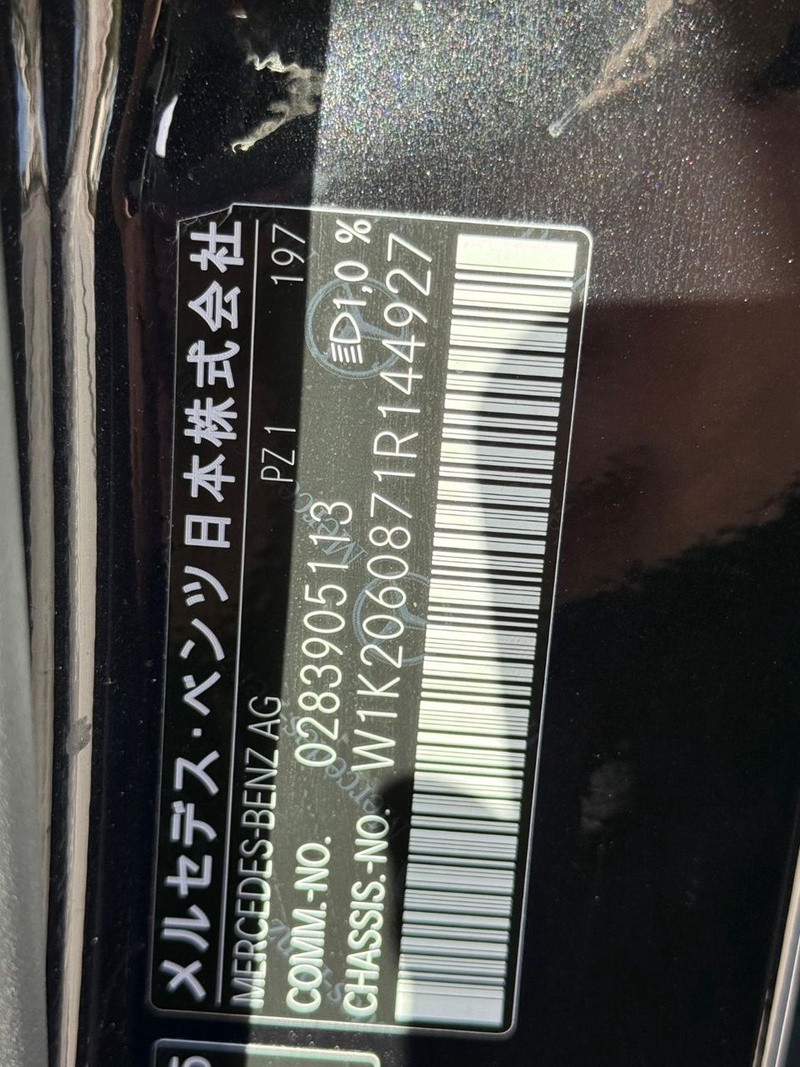 メルセデス・ベンツ日本株式会社
MERCEDES-BENZ AG PZ1 197
COMM.-NO. 0283905113 1,0 %
CHASSIS.-NO. W1K2060871R144927